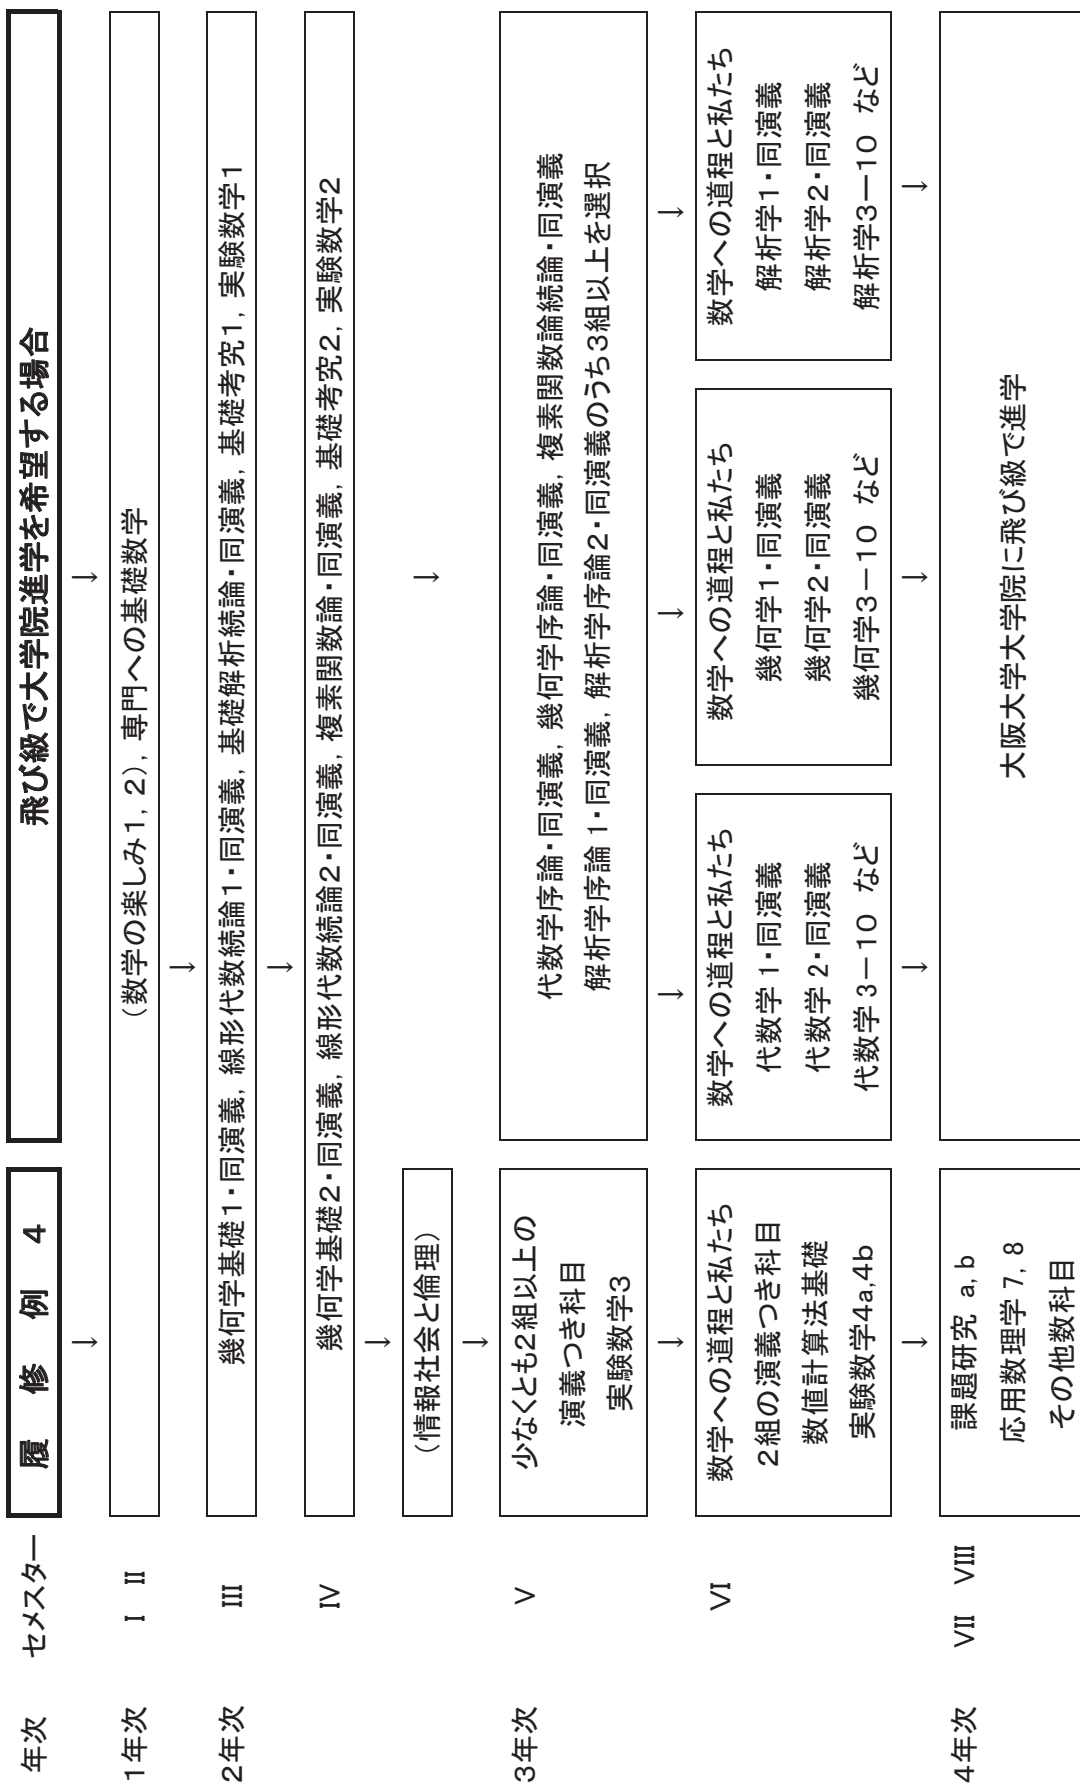 年次 セメスター 履 修 例 4 飛び級で大学院進学を希望する場合
↓ ↓
1年次 I II (数学の楽しみ1, 2), 専門への基礎数学
↓
2年次 III 幾何学基礎1・同演義, 線形代数続論1・同演義, 基礎解析続論・同演義, 基礎考究1, 実験数学1
↓
IV 幾何学基礎2・同演義, 線形代数続論2・同演義, 複素関数論・同演義, 基礎考究2, 実験数学2
↓ ↓
(情報社会と倫理)
↓
3年次 V 少なくとも2組以上の
演義つき科目
実験数学3
代数学序論・同演義, 幾何学序論・同演義, 複素関数論続論・同演義
解析学序論 1・同演義, 解析学序論2・同演義のうち3組以上を選択
↓ ↓ ↓ ↓
VI 数学への道程と私たち
2組の演義つき科目
数値計算法基礎
実験数学4a,4b
数学への道程と私たち
代数学 1・同演義
代数学 2・同演義
代数学 3－10 など
数学への道程と私たち
幾何学1・同演義
幾何学2・同演義
幾何学3－10 など
数学への道程と私たち
解析学1・同演義
解析学2・同演義
解析学3－10 など
↓ ↓ ↓ ↓
4年次 VII VIII 課題研究 a, b
応用数理学 7, 8
その他数科目
大阪大学大学院に飛び級で進学